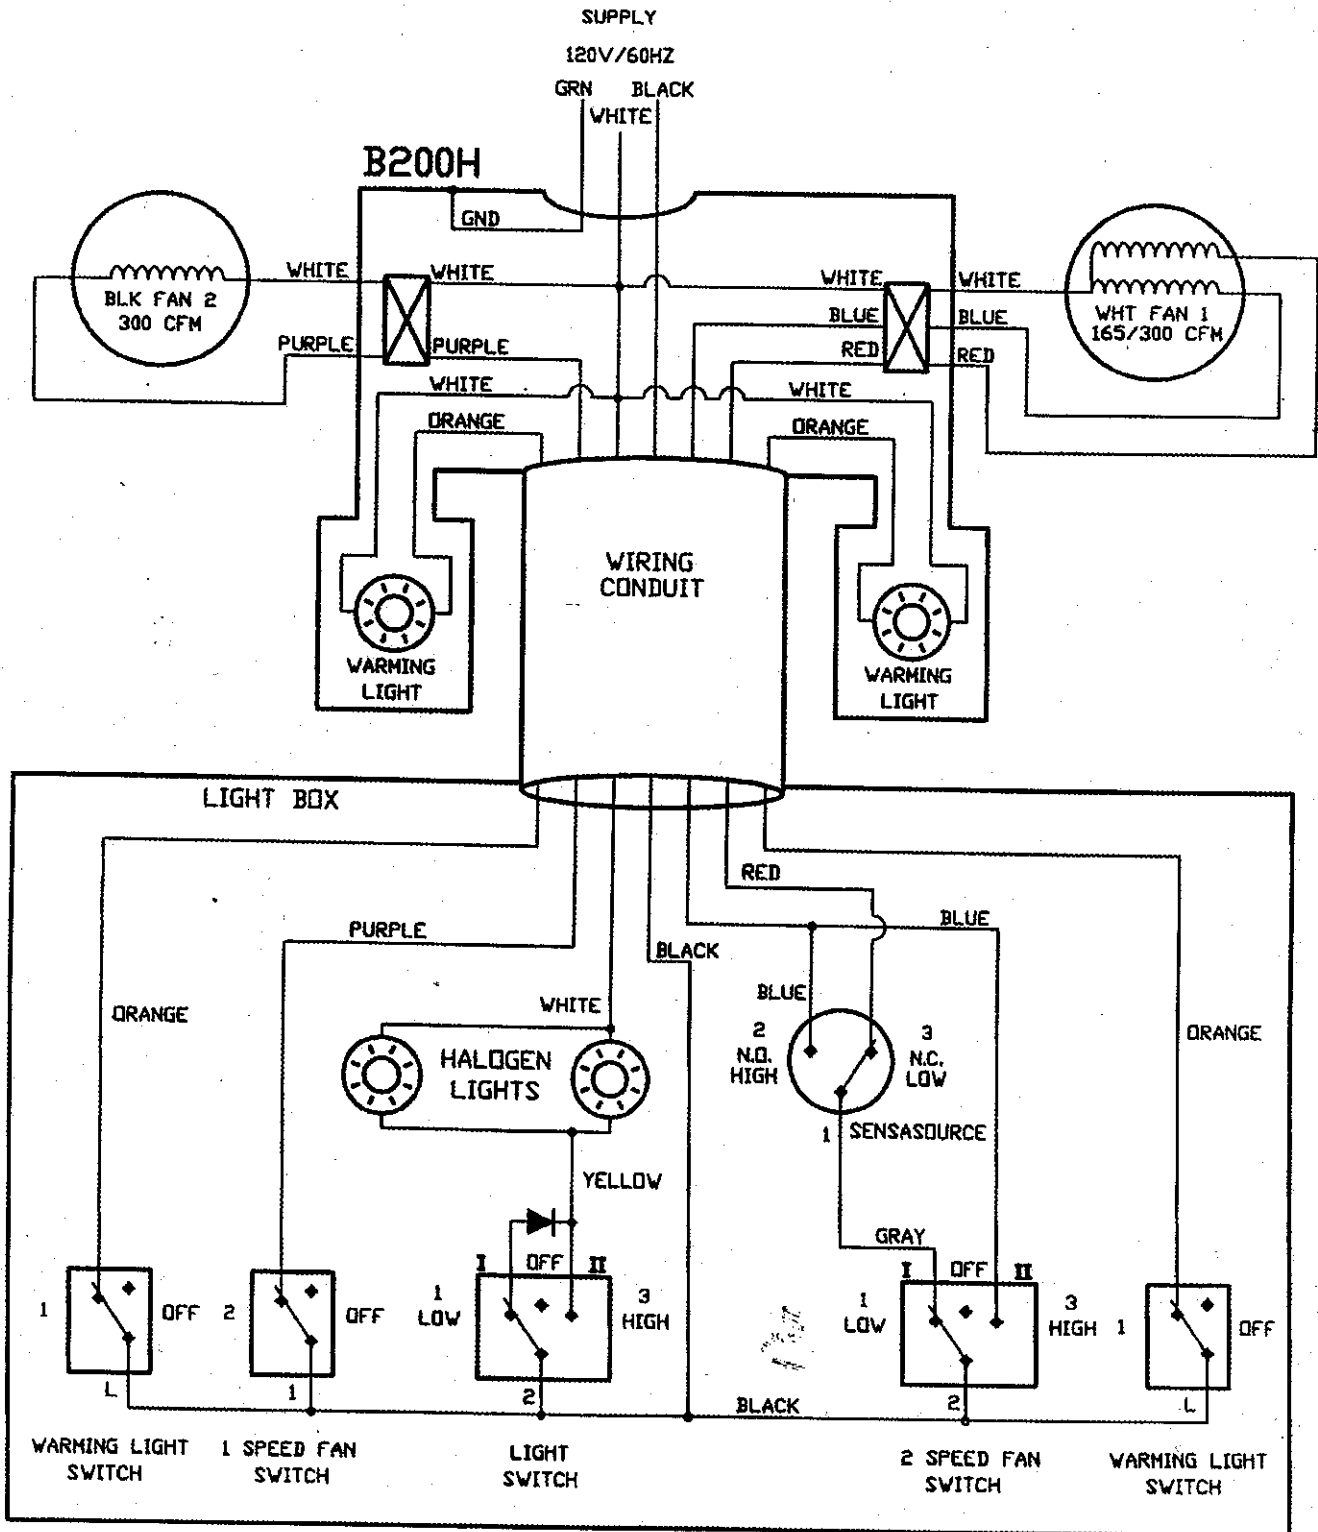 SUPPLY
120V/60HZ
GRN BLACK
WHITE
B200H
GND
WHITE WHITE WHITE WHITE
BLK FAN 2
300 CFM
WHT FAN 1
165/300 CFM
BLUE BLUE
PURPLE PURPLE RED RED
WHITE WHITE
ORANGE ORANGE
WIRING
CONDUIT
WARMING
LIGHT
WARMING
LIGHT
LIGHT BOX
RED
PURPLE BLUE
BLACK
BLUE
ORANGE WHITE ORANGE
2
N.O.
HIGH
3
N.C.
LOW
HALOGEN
LIGHTS
1 SENSASOURCE
YELLOW
GRAY
I OFF II
I OFF II
1 OFF
2 OFF
1
LOW
3
HIGH
1
LOW
3
HIGH
1 OFF
L 1 2 2 L
BLACK
WARMING LIGHT
SWITCH
1 SPEED FAN
SWITCH
LIGHT
SWITCH
2 SPEED FAN
SWITCH
WARMING LIGHT
SWITCH